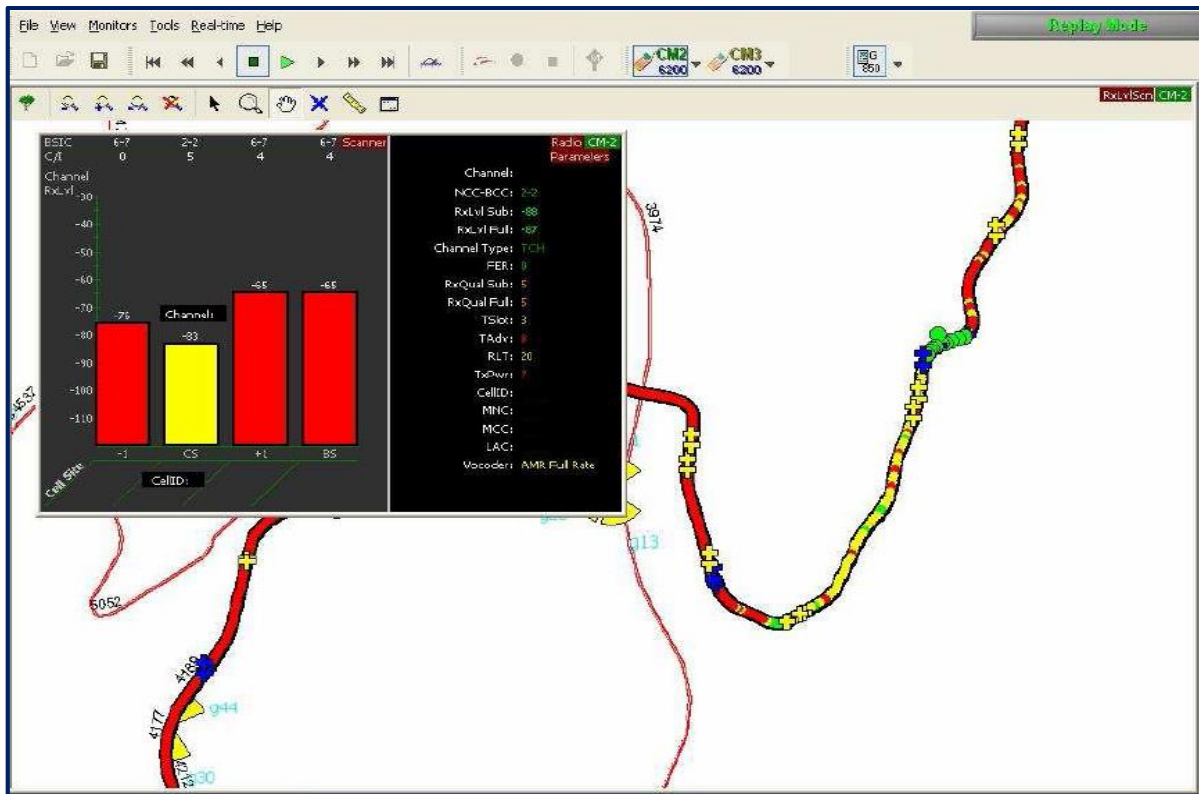 File View Monitors Tools Real-time Help
Replay Mode
CM2 6200 CM3 6200 G 850
RxLvlScn CM-2
BSIC 6-7 2-2 6-7 6-7 Scanner
C/I 0 5 4 4
Channel
RxLvl -30
-40
-50
-60
-70
-80
-90
-100
-110
-76
Channel:
-83
-65
-65
-1 CS +1 BS
Cell Site
CellID:
Radio CM-2
Parameters
Channel:
NCC-BCC: 2-2
RxLvl Sub: -88
RxLvl Full: -87
Channel Type: TCH
FER: 0
RxQual Sub: 5
RxQual Full: 5
TSlot: 3
TAdv: 8
RLT: 20
TxPwr: 7
CellID:
MNC:
MCC:
LAC:
Vocoder: AMR Full Rate
3974
g13
5052
4189
g44
4177
4212
g30